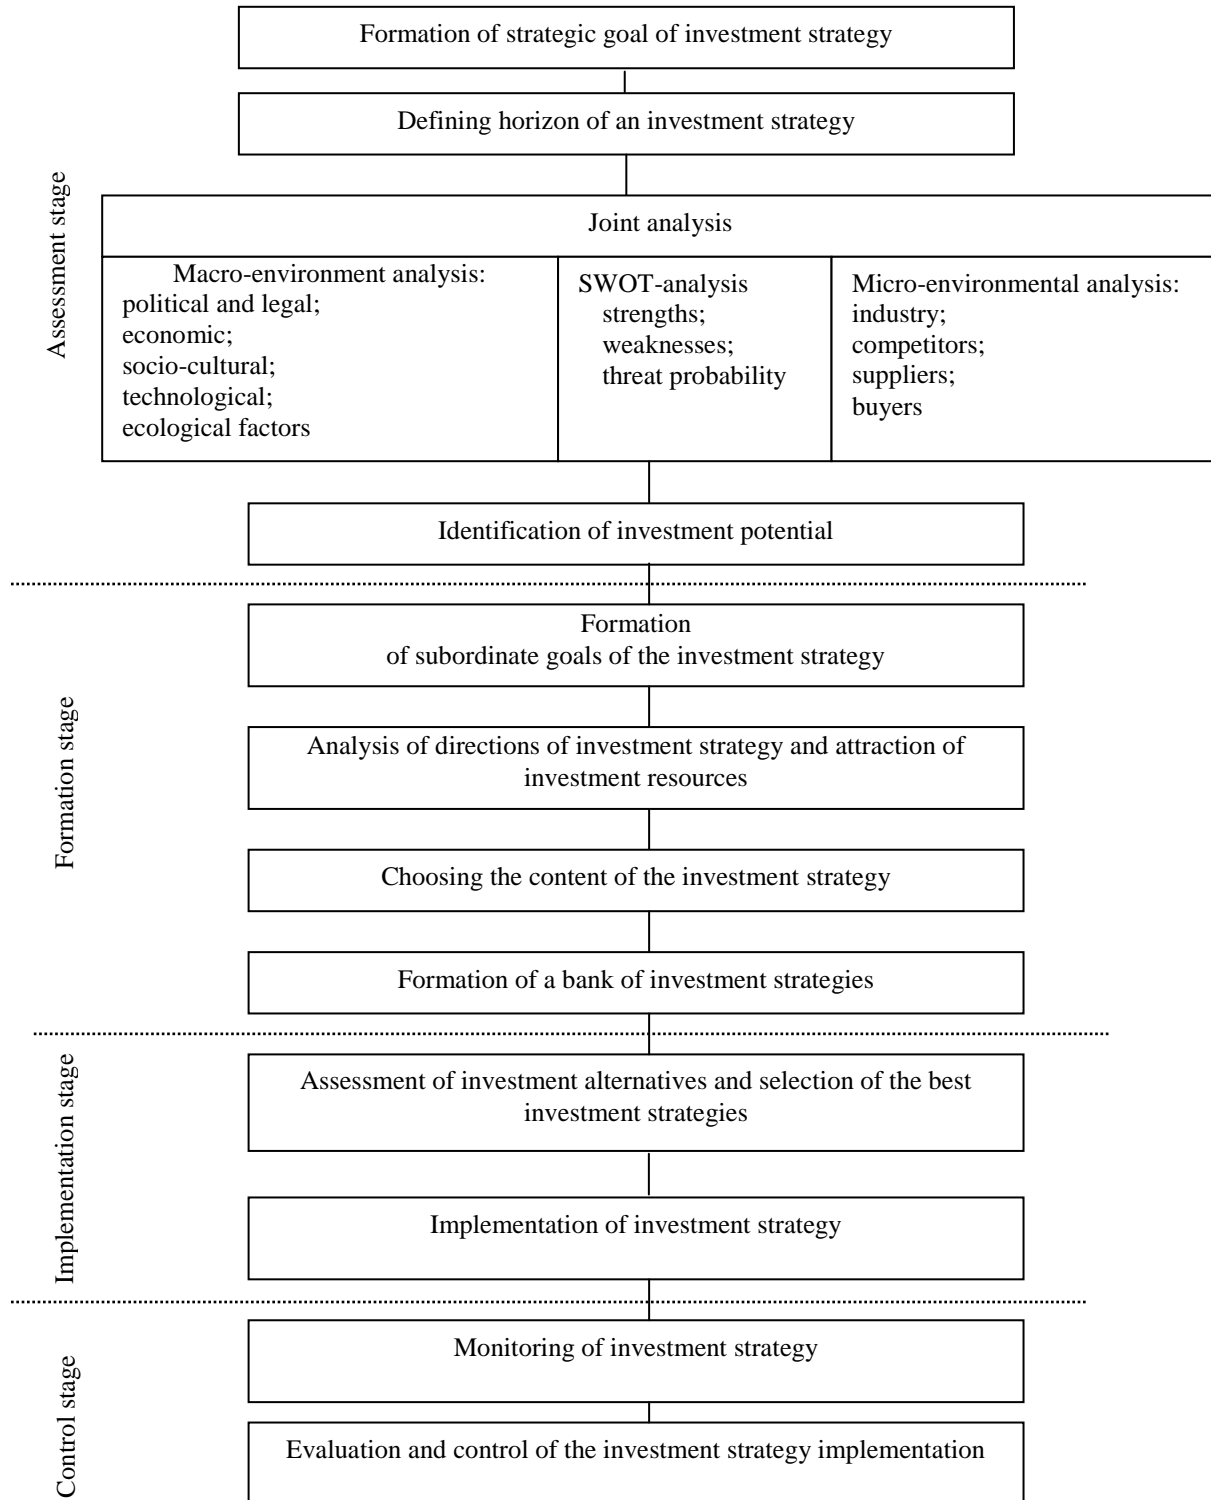 Formation of strategic goal of investment strategy
Defining horizon of an investment strategy
Assessment stage
Joint analysis
Macro-environment analysis:
political and legal;
economic;
socio-cultural;
technological;
ecological factors
SWOT-analysis
strengths;
weaknesses;
threat probability
Micro-environmental analysis:
industry;
competitors;
suppliers;
buyers
Identification of investment potential
Formation stage
Formation
of subordinate goals of the investment strategy
Analysis of directions of investment strategy and attraction of
investment resources
Choosing the content of the investment strategy
Formation of a bank of investment strategies
Implementation stage
Assessment of investment alternatives and selection of the best
investment strategies
Implementation of investment strategy
Control stage
Monitoring of investment strategy
Evaluation and control of the investment strategy implementation